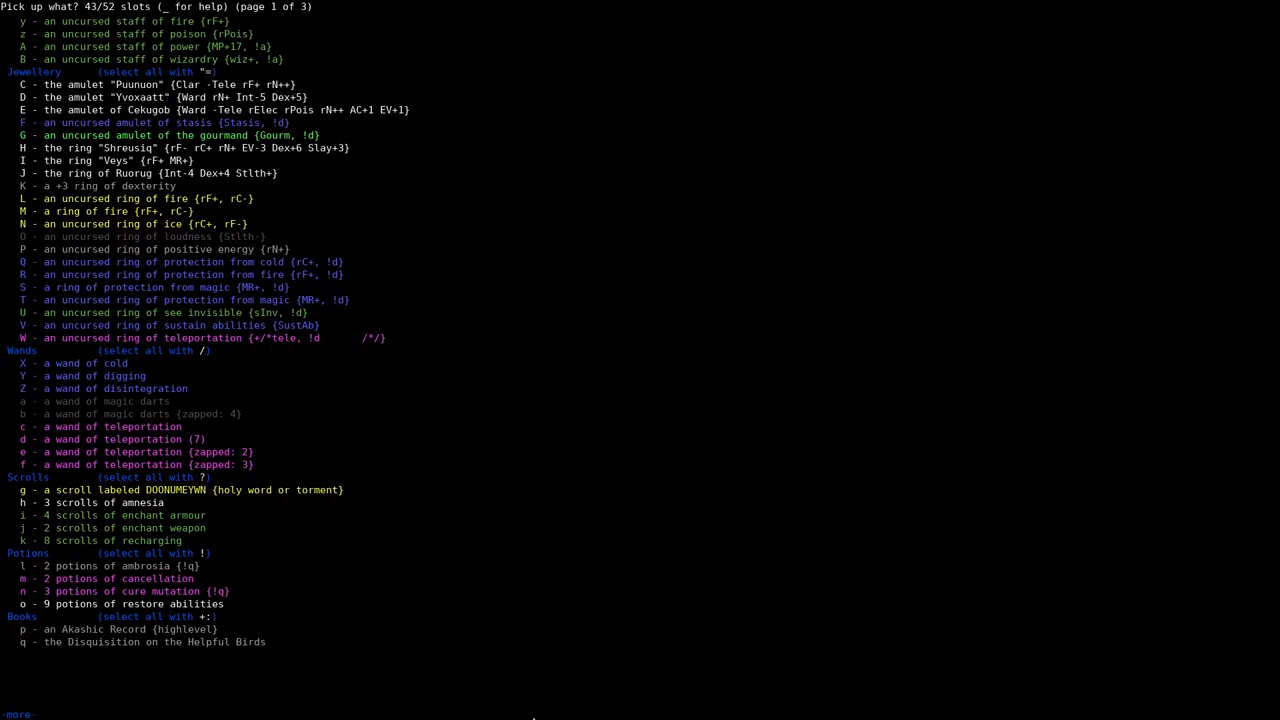 Pick up what? 43/52 slots (_ for help) (page 1 of 3)
y - an uncursed staff of fire {rF+}
z - an uncursed staff of poison {rPois}
A - an uncursed staff of power {MP+17, !a}
B - an uncursed staff of wizardry {wiz+, !a}
Jewellery (select all with "=)
C - the amulet "Puunuon" {Clar -Tele rF+ rN++}
D - the amulet "Yvoxaatt" {Ward rN+ Int-5 Dex+5}
E - the amulet of Cekugob {Ward -Tele rElec rPois rN++ AC+1 EV+1}
F - an uncursed amulet of stasis {Stasis, !d}
G - an uncursed amulet of the gourmand {Gourm, !d}
H - the ring "Shreusiq" {rF- rC+ rN+ EV-3 Dex+6 Slay+3}
I - the ring "Veys" {rF+ MR+}
J - the ring of Ruorug {Int-4 Dex+4 Stlth+}
K - a +3 ring of dexterity
L - an uncursed ring of fire {rF+, rC-}
M - a ring of fire {rF+, rC-}
N - an uncursed ring of ice {rC+, rF-}
O - an uncursed ring of loudness {Stlth-}
P - an uncursed ring of positive energy {rN+}
Q - an uncursed ring of protection from cold {rC+, !d}
R - an uncursed ring of protection from fire {rF+, !d}
S - a ring of protection from magic {MR+, !d}
T - an uncursed ring of protection from magic {MR+, !d}
U - an uncursed ring of see invisible {sInv, !d}
V - an uncursed ring of sustain abilities {SustAb}
W - an uncursed ring of teleportation {+/*tele, !d /*/}
Wands (select all with /)
X - a wand of cold
Y - a wand of digging
Z - a wand of disintegration
a - a wand of magic darts
b - a wand of magic darts {zapped: 4}
c - a wand of teleportation
d - a wand of teleportation (7)
e - a wand of teleportation {zapped: 2}
f - a wand of teleportation {zapped: 3}
Scrolls (select all with ?)
g - a scroll labeled DOONUMEYWN {holy word or torment}
h - 3 scrolls of amnesia
i - 4 scrolls of enchant armour
j - 2 scrolls of enchant weapon
k - 8 scrolls of recharging
Potions (select all with !)
l - 2 potions of ambrosia {!q}
m - 2 potions of cancellation
n - 3 potions of cure mutation {!q}
o - 9 potions of restore abilities
Books (select all with +:)
p - an Akashic Record {highlevel}
q - the Disquisition on the Helpful Birds
-more-